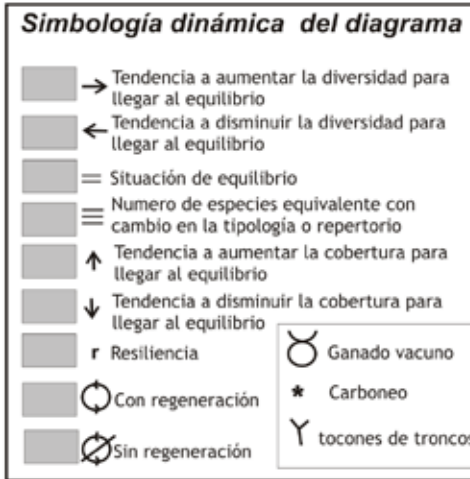 Simbología dinámica del diagrama
Tendencia a aumentar la diversidad para
llegar al equilibrio
Tendencia a disminuir la diversidad para
llegar al equilibrio
Situación de equilibrio
Numero de especies equivalente con
cambio en la tipología o repertorio
Tendencia a aumentar la cobertura para
llegar al equilibrio
Tendencia a disminuir la cobertura para
llegar al equilibrio
r Resiliencia
Con regeneración
Sin regeneración
Ganado vacuno
* Carboneo
tocones de troncos